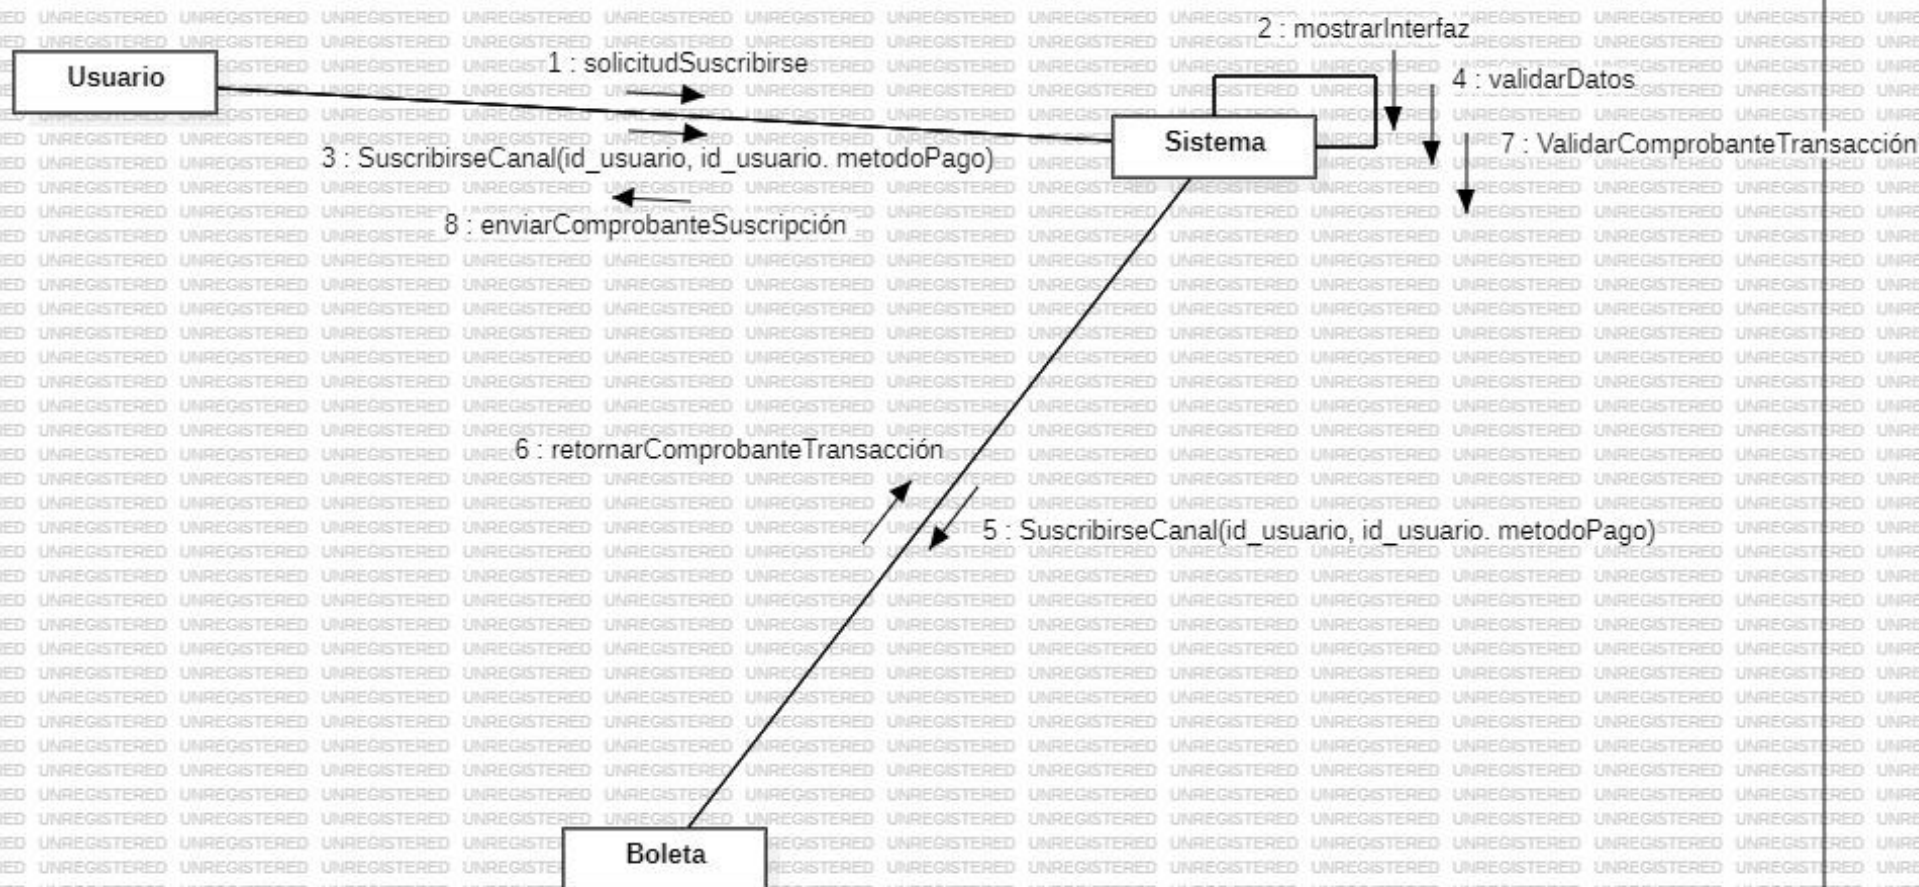 2 : mostrarInterfaz
Usuario
1 : solicitudSuscribirse
4 : validarDatos
Sistema
7 : ValidarComprobanteTransacción
3 : SuscribirseCanal(id_usuario, id_usuario. metodoPago)
8 : enviarComprobanteSuscripción
6 : retornarComprobanteTransacción
5 : SuscribirseCanal(id_usuario, id_usuario. metodoPago)
Boleta
UNREGISTERED